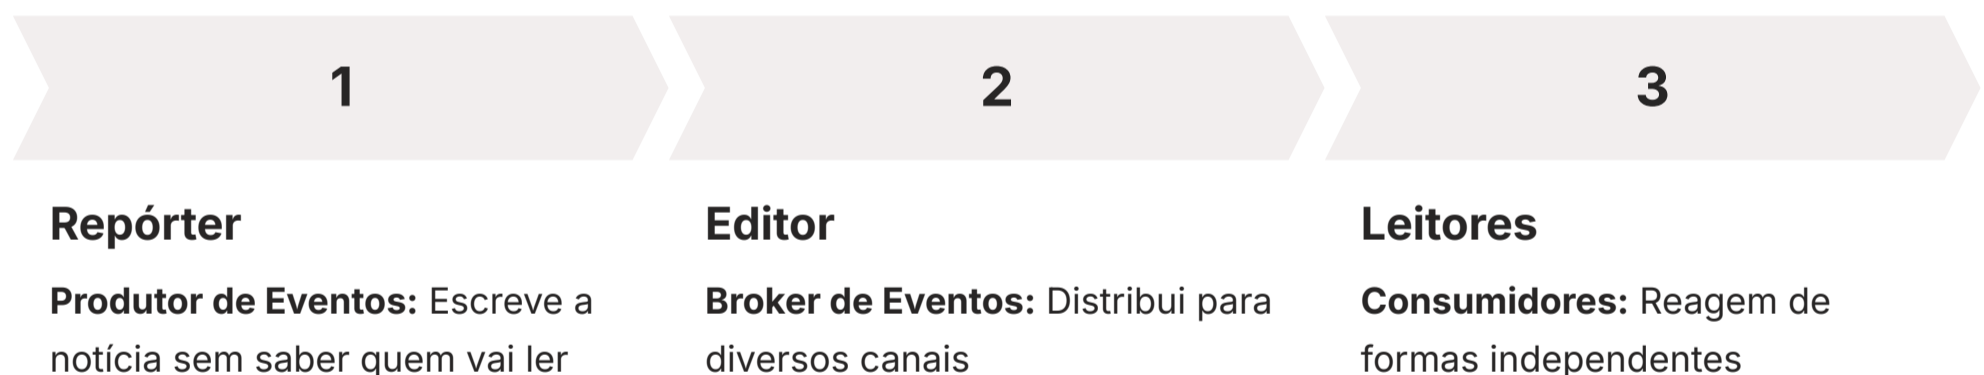 1
2
3
Repórter
Produtor de Eventos: Escreve a
notícia sem saber quem vai ler
Editor
Broker de Eventos: Distribui para
diversos canais
Leitores
Consumidores: Reagem de
formas independentes